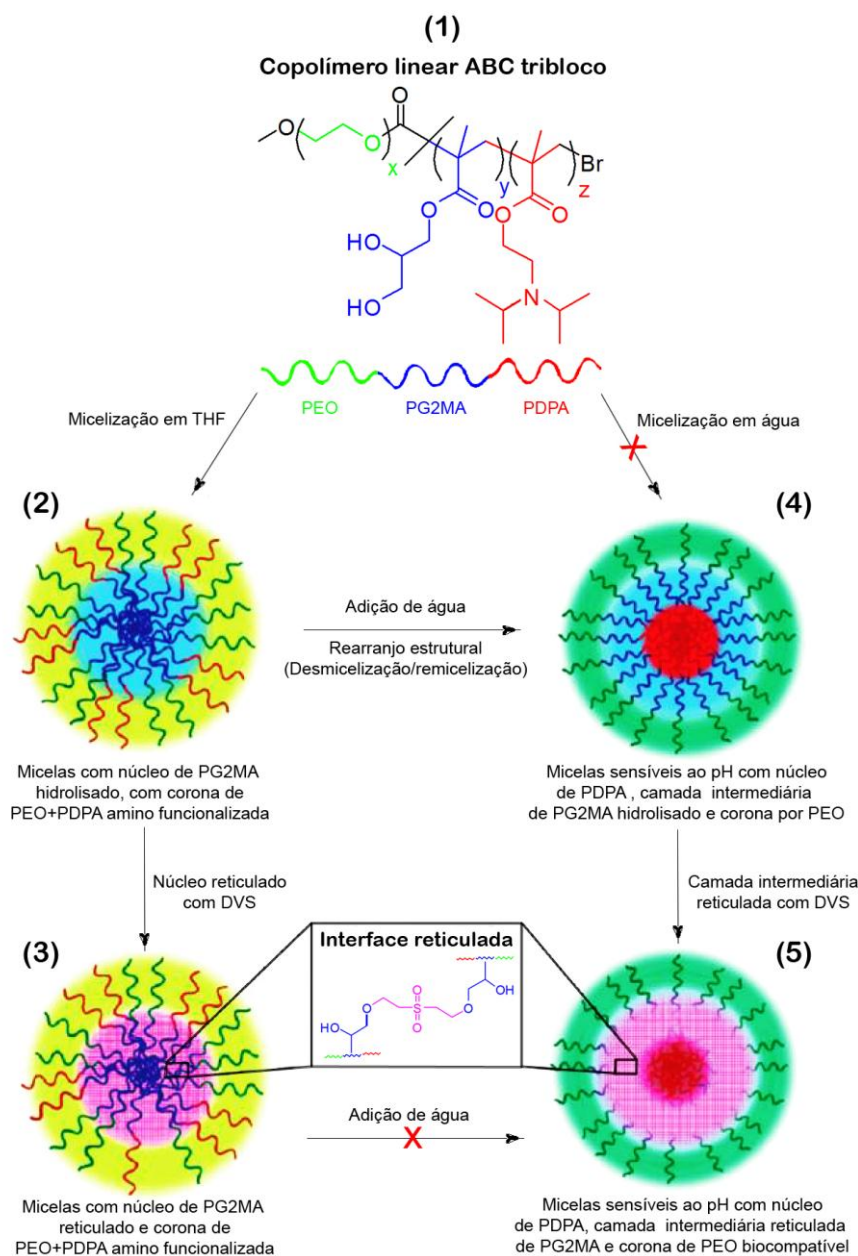 (1)
Copolímero linear ABC tribloco
O
O
O
x
y
z
Br
O
O
O
O
HO
HO
N
PEO
PG2MA
PDPA
Micelização em THF
Micelização em água
X
(2)
(4)
Adição de água
Rearranjo estrutural
(Desmicelização/remicelização)
Micelas com núcleo de PG2MA
hidrolisado, com corona de
PEO+PDPA amino funcionalizada
Micelas sensíveis ao pH com núcleo
de PDPA , camada intermediária
de PG2MA hidrolisado e corona por PEO
Núcleo reticulado
com DVS
Camada intermediária
reticulada com DVS
(3)
Interface reticulada
(5)
O
S
O
O
O
OH
HO
Adição de água
X
Micelas com núcleo de PG2MA
reticulado e corona de
PEO+PDPA amino funcionalizada
Micelas sensíveis ao pH com núcleo
de PDPA, camada intermediária reticulada
de PG2MA e corona de PEO biocompatível